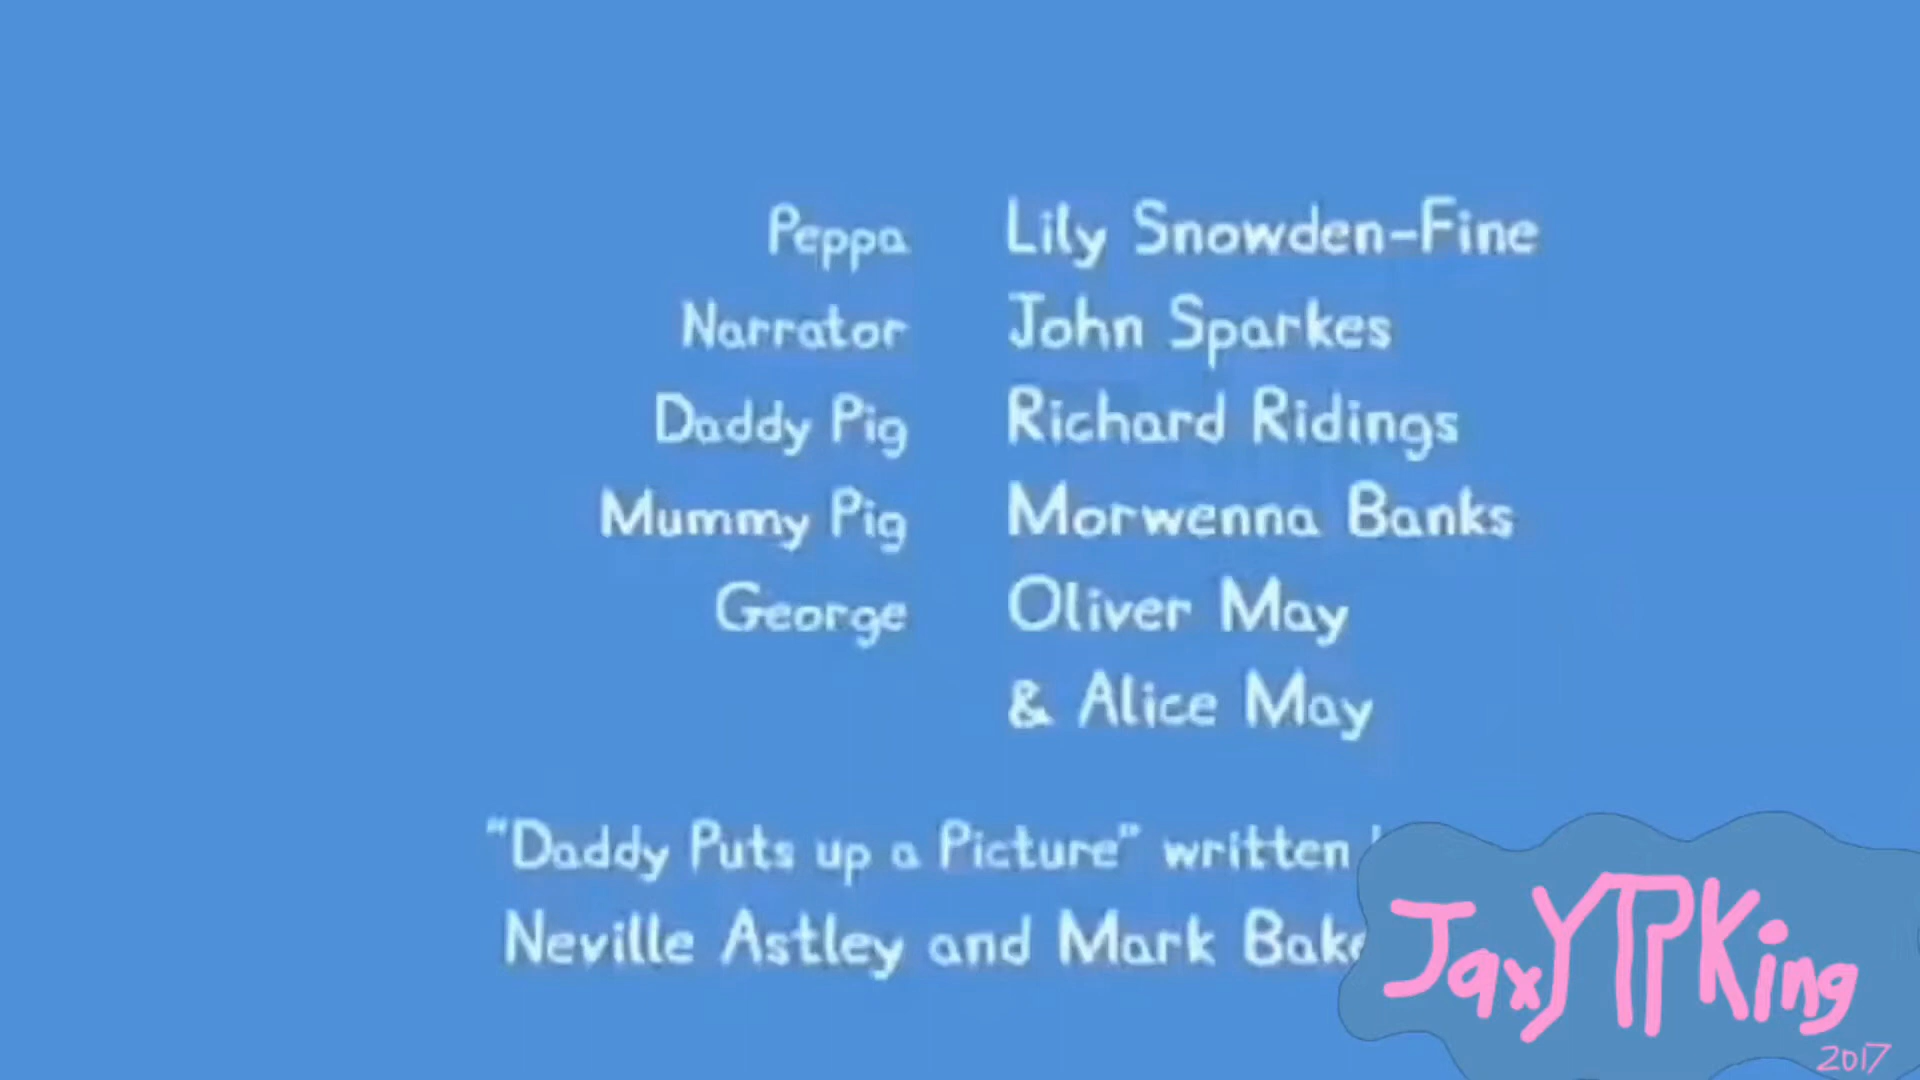 Peppa Lily Snowden-Fine
Narrator John Sparkes
Daddy Pig Richard Ridings
Mummy Pig Morwenna Banks
George Oliver May
& Alice May
"Daddy Puts up a Picture" written
Neville Astley and Mark Bake
JaxYTPKing
2017